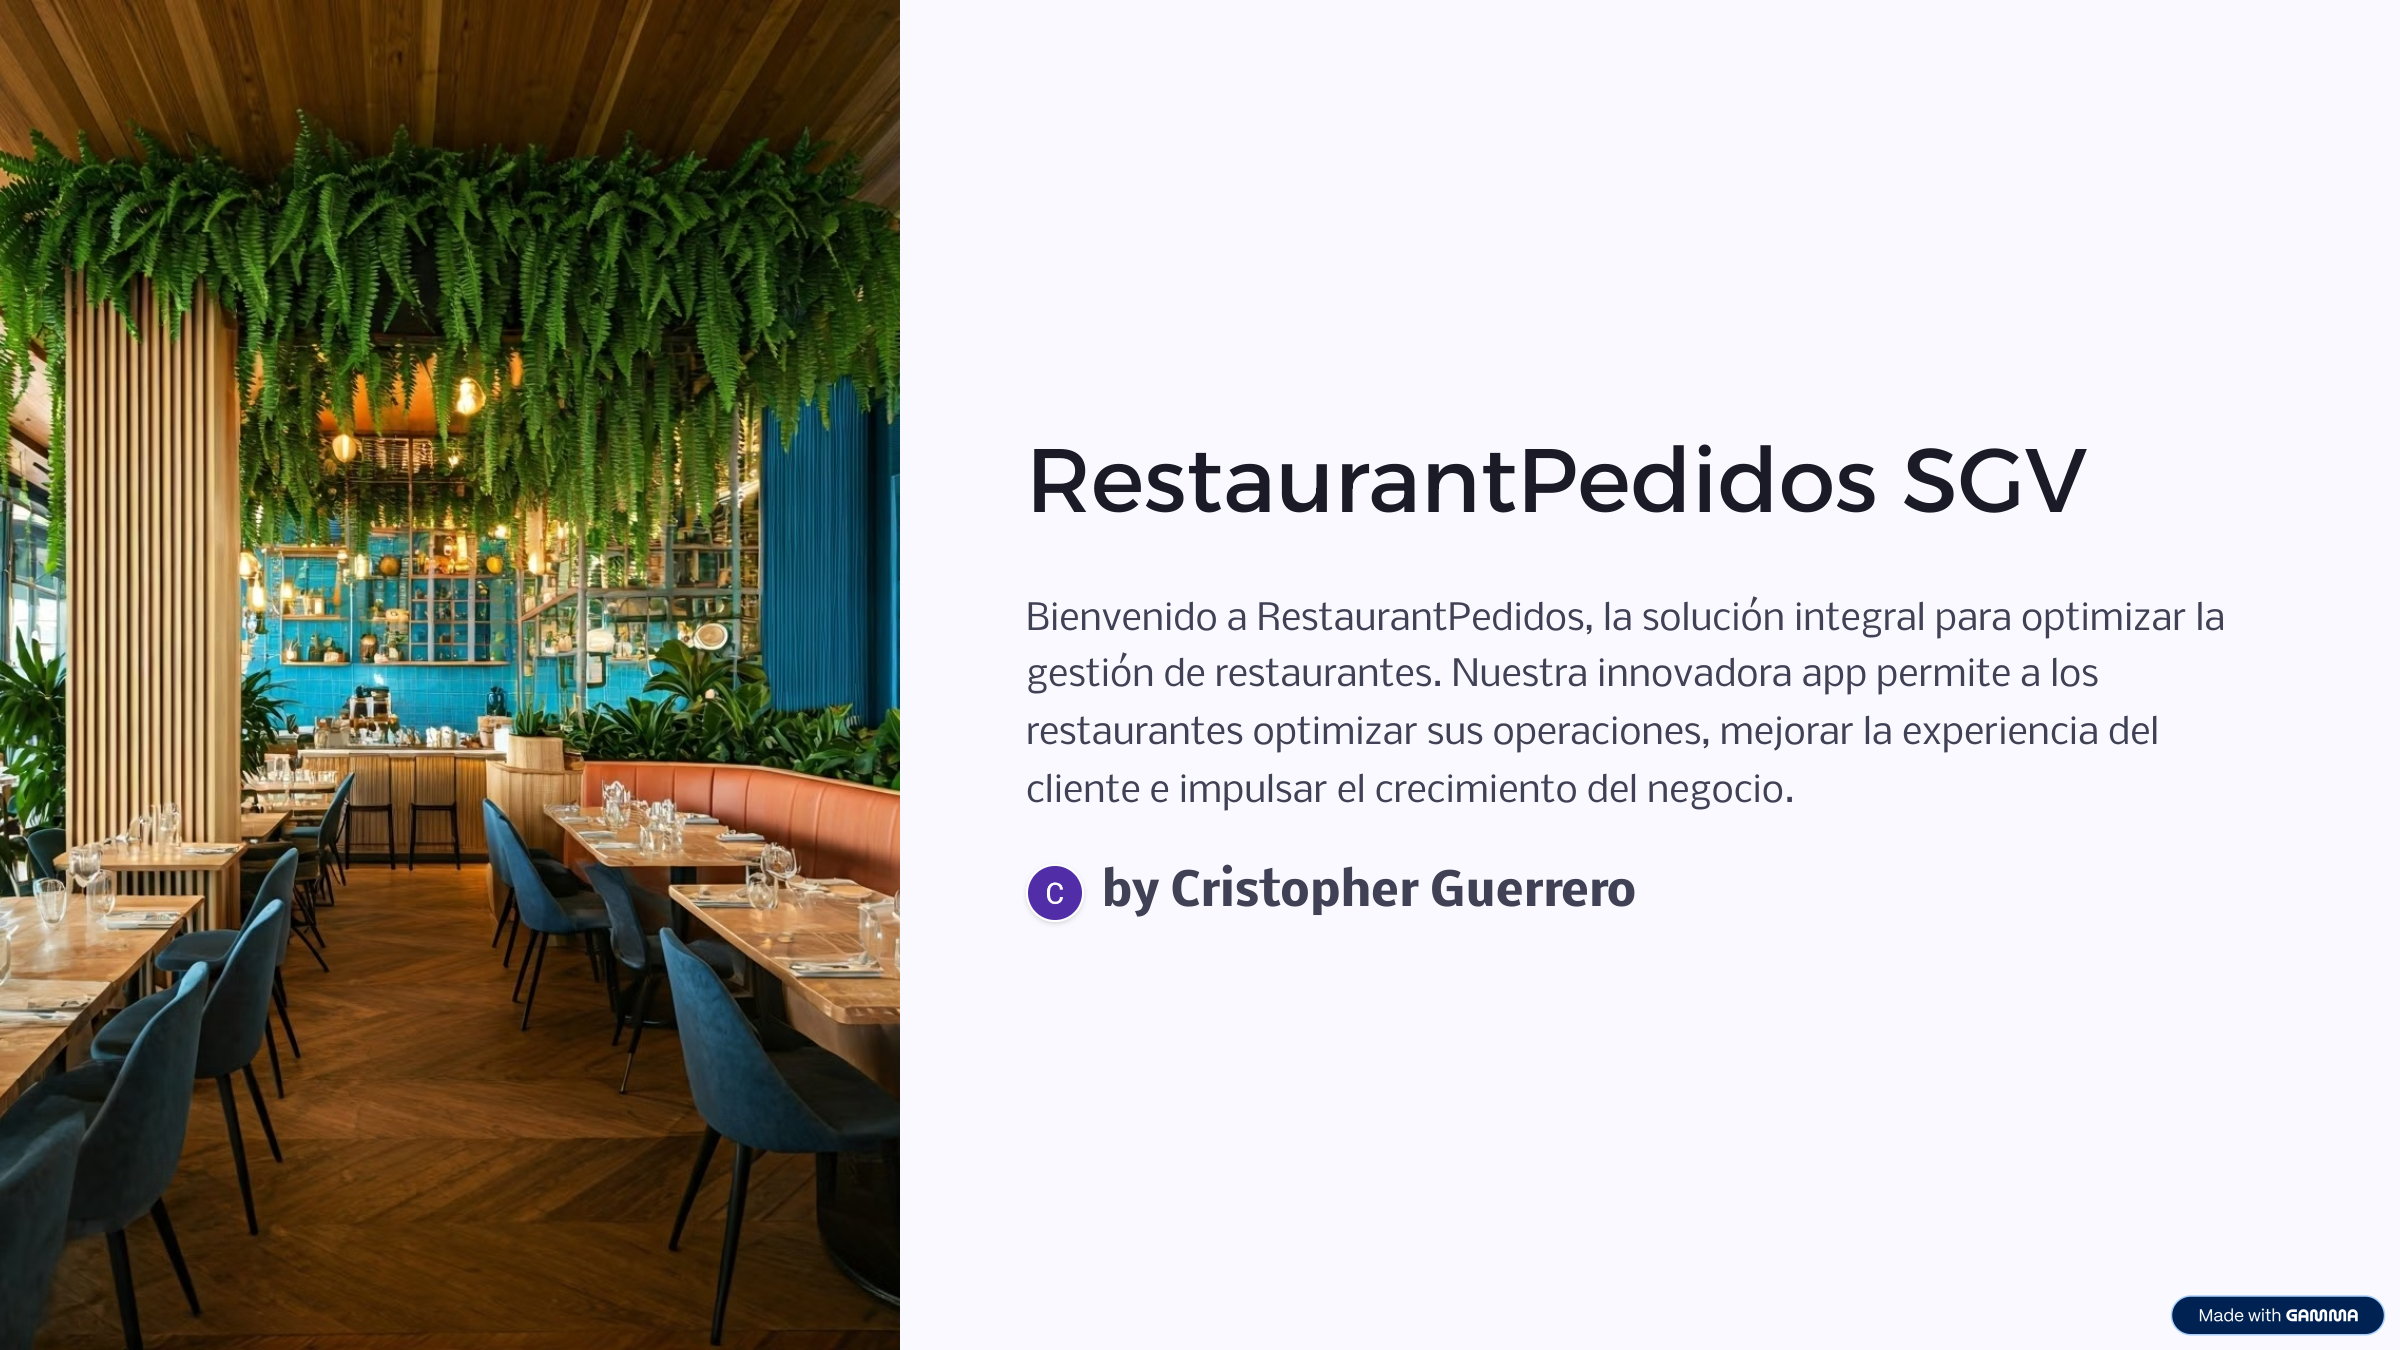 RestaurantPedidos SGV
Bienvenido a RestaurantPedidos, la solución integral para optimizar la
gestión de restaurantes. Nuestra innovadora app permite a los
restaurantes optimizar sus operaciones, mejorar la experiencia del
cliente e impulsar el crecimiento del negocio.
C by Cristopher Guerrero
Made with GAMMA